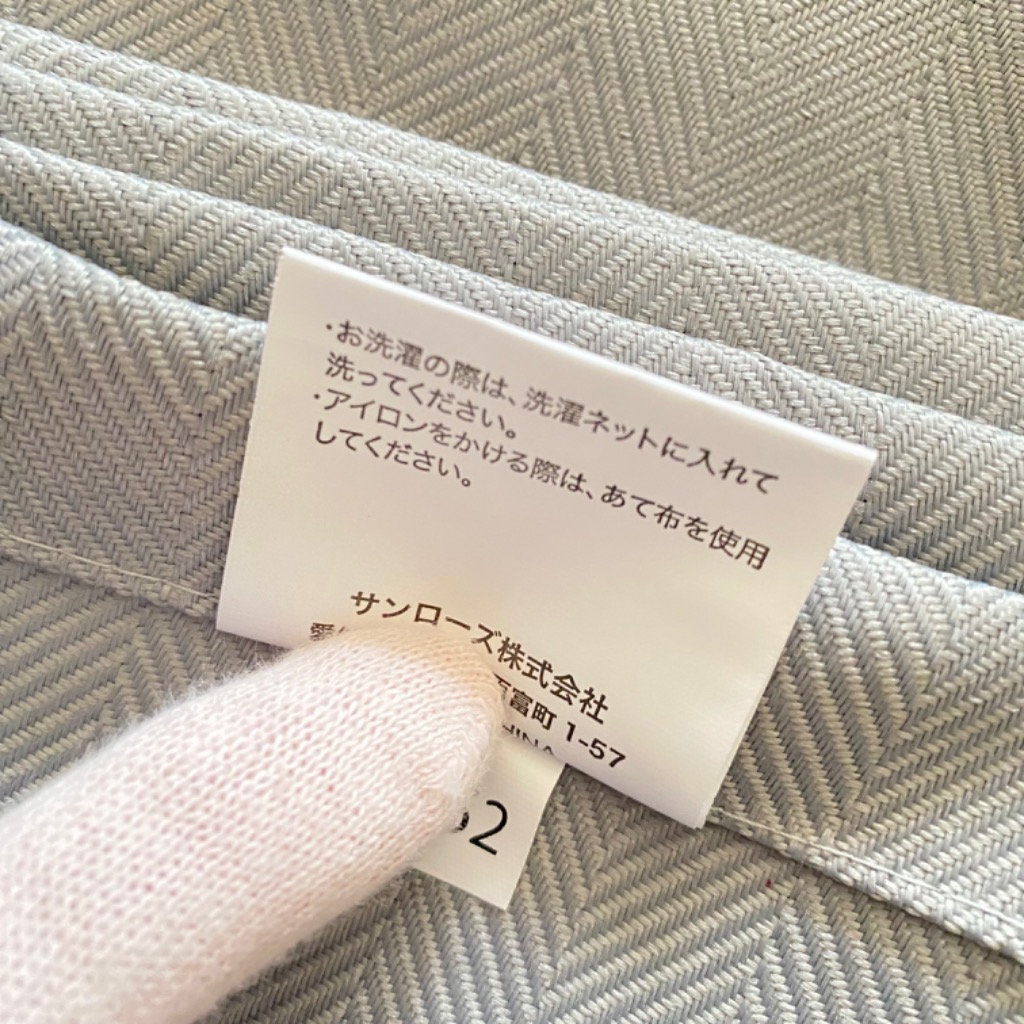 ・お洗濯の際は、洗濯ネットに入れて
洗ってください。
・アイロンをかける際は、あて布を使用
してください。
サンローズ株式会社
愛
富町 1-57
2